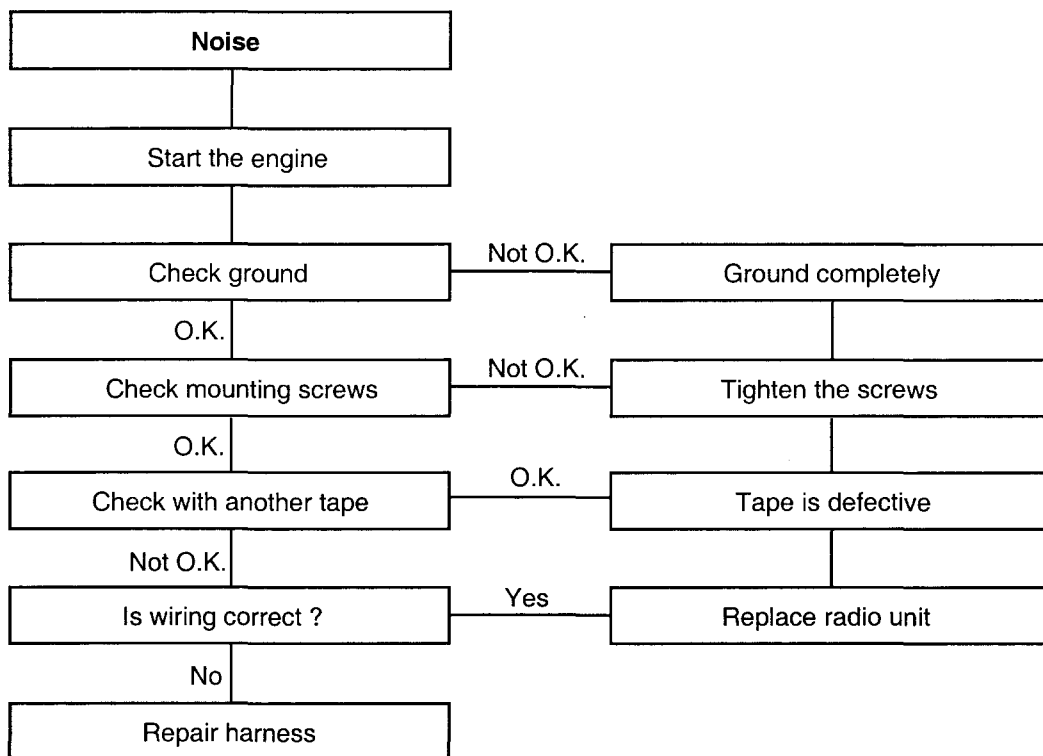 Noise
Start the engine
Check ground
Not O.K.
Ground completely
O.K.
Check mounting screws
Not O.K.
Tighten the screws
O.K.
Check with another tape
O.K.
Tape is defective
Not O.K.
Is wiring correct ?
Yes
Replace radio unit
No
Repair harness